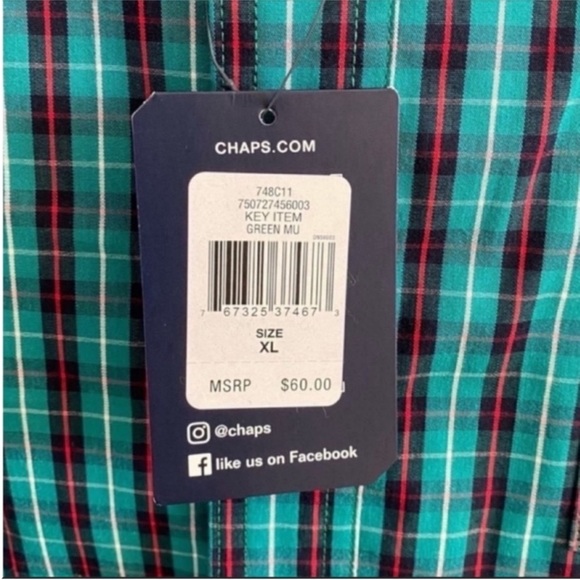 CHAPS.COM
748C11
750727456003
KEY ITEM
GREEN MU
7 67325 37467 3
SIZE
XL
MSRP $60.00
@chaps
f like us on Facebook